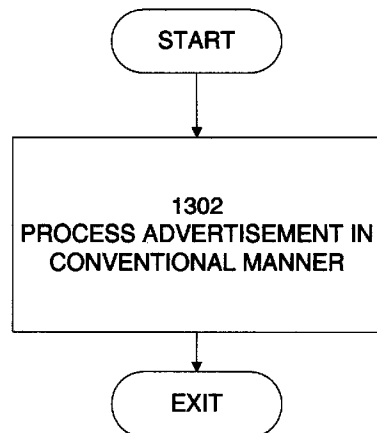 START
1302
PROCESS ADVERTISEMENT IN
CONVENTIONAL MANNER
EXIT